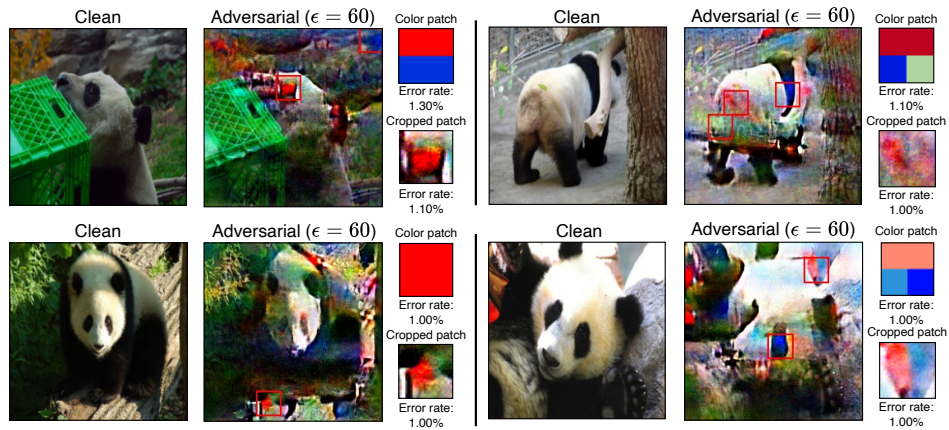 Clean
Adversarial (ϵ = 60)
Color patch
Error rate:
1.30%
Cropped patch
Error rate:
1.10%
Clean
Adversarial (ϵ = 60)
Color patch
Error rate:
1.10%
Cropped patch
Error rate:
1.00%
Clean
Adversarial (ϵ = 60)
Color patch
Error rate:
1.00%
Cropped patch
Error rate:
1.00%
Clean
Adversarial (ϵ = 60)
Color patch
Error rate:
1.00%
Cropped patch
Error rate:
1.00%